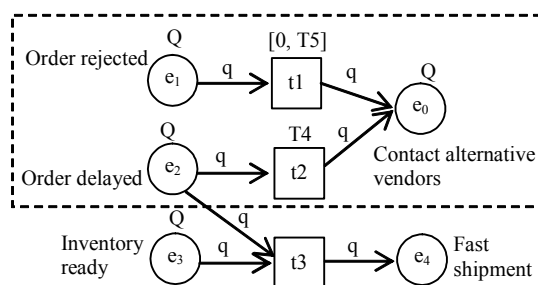 Q
[0, T5]
Order rejected
e1
q
t1
q
Q
e0
Q
T4
q
e2
q
t2
Contact alternative
vendors
Order delayed
Q
q
Inventory
ready
e3
q
t3
q
e4
Fast
shipment